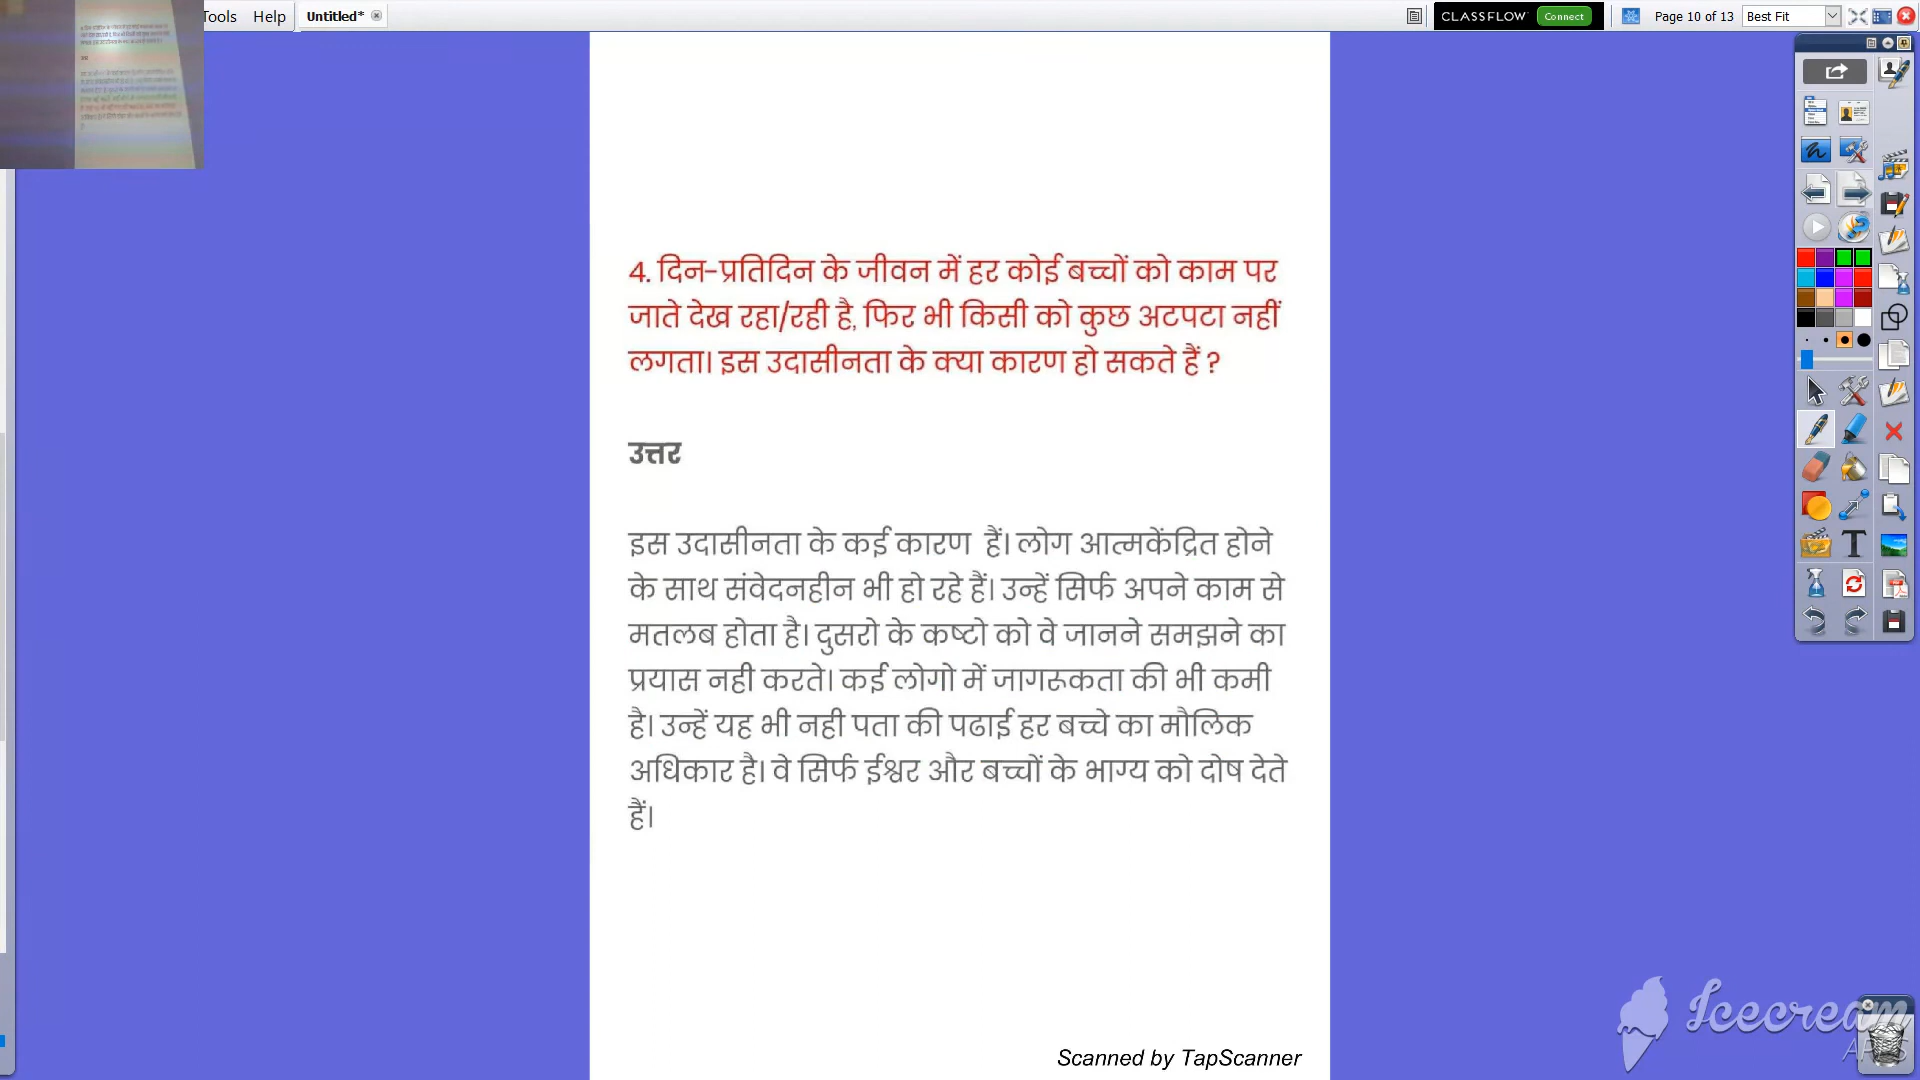 Tools Help Untitled* CLASSFLOW Connect Page 10 of 13 Best Fit
4. दिन-प्रतिदिन के जीवन में हर कोई बच्चों को काम पर
जाते देख रहा/रही है, फिर भी किसी को कुछ अटपटा नहीं
लगता। इस उदासीनता के क्या कारण हो सकते हैं ?
उत्तर
इस उदासीनता के कई कारण हैं। लोग आत्मकेंद्रित होने
के साथ संवेदनहीन भी हो रहे हैं। उन्हें सिर्फ अपने काम से
मतलब होता है। दुसरो के कष्टो को वे जानने समझने का
प्रयास नही करते। कई लोगो में जागरूकता की भी कमी
है। उन्हें यह भी नही पता की पढाई हर बच्चे का मौलिक
अधिकार है। वे सिर्फ ईश्वर और बच्चों के भाग्य को दोष देते
हैं।
Icecream
APPS
Scanned by TapScanner